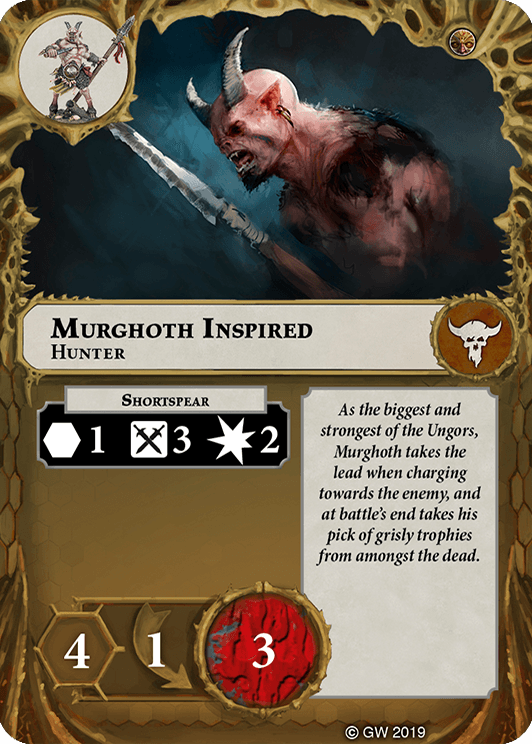 Murghoth Inspired
Hunter
Shortspear
1 3 2
As the biggest and
strongest of the Ungors,
Murghoth takes the
lead when charging
towards the enemy, and
at battle's end takes his
pick of grisly trophies
from amongst the dead.
4 1 3
© GW 2019